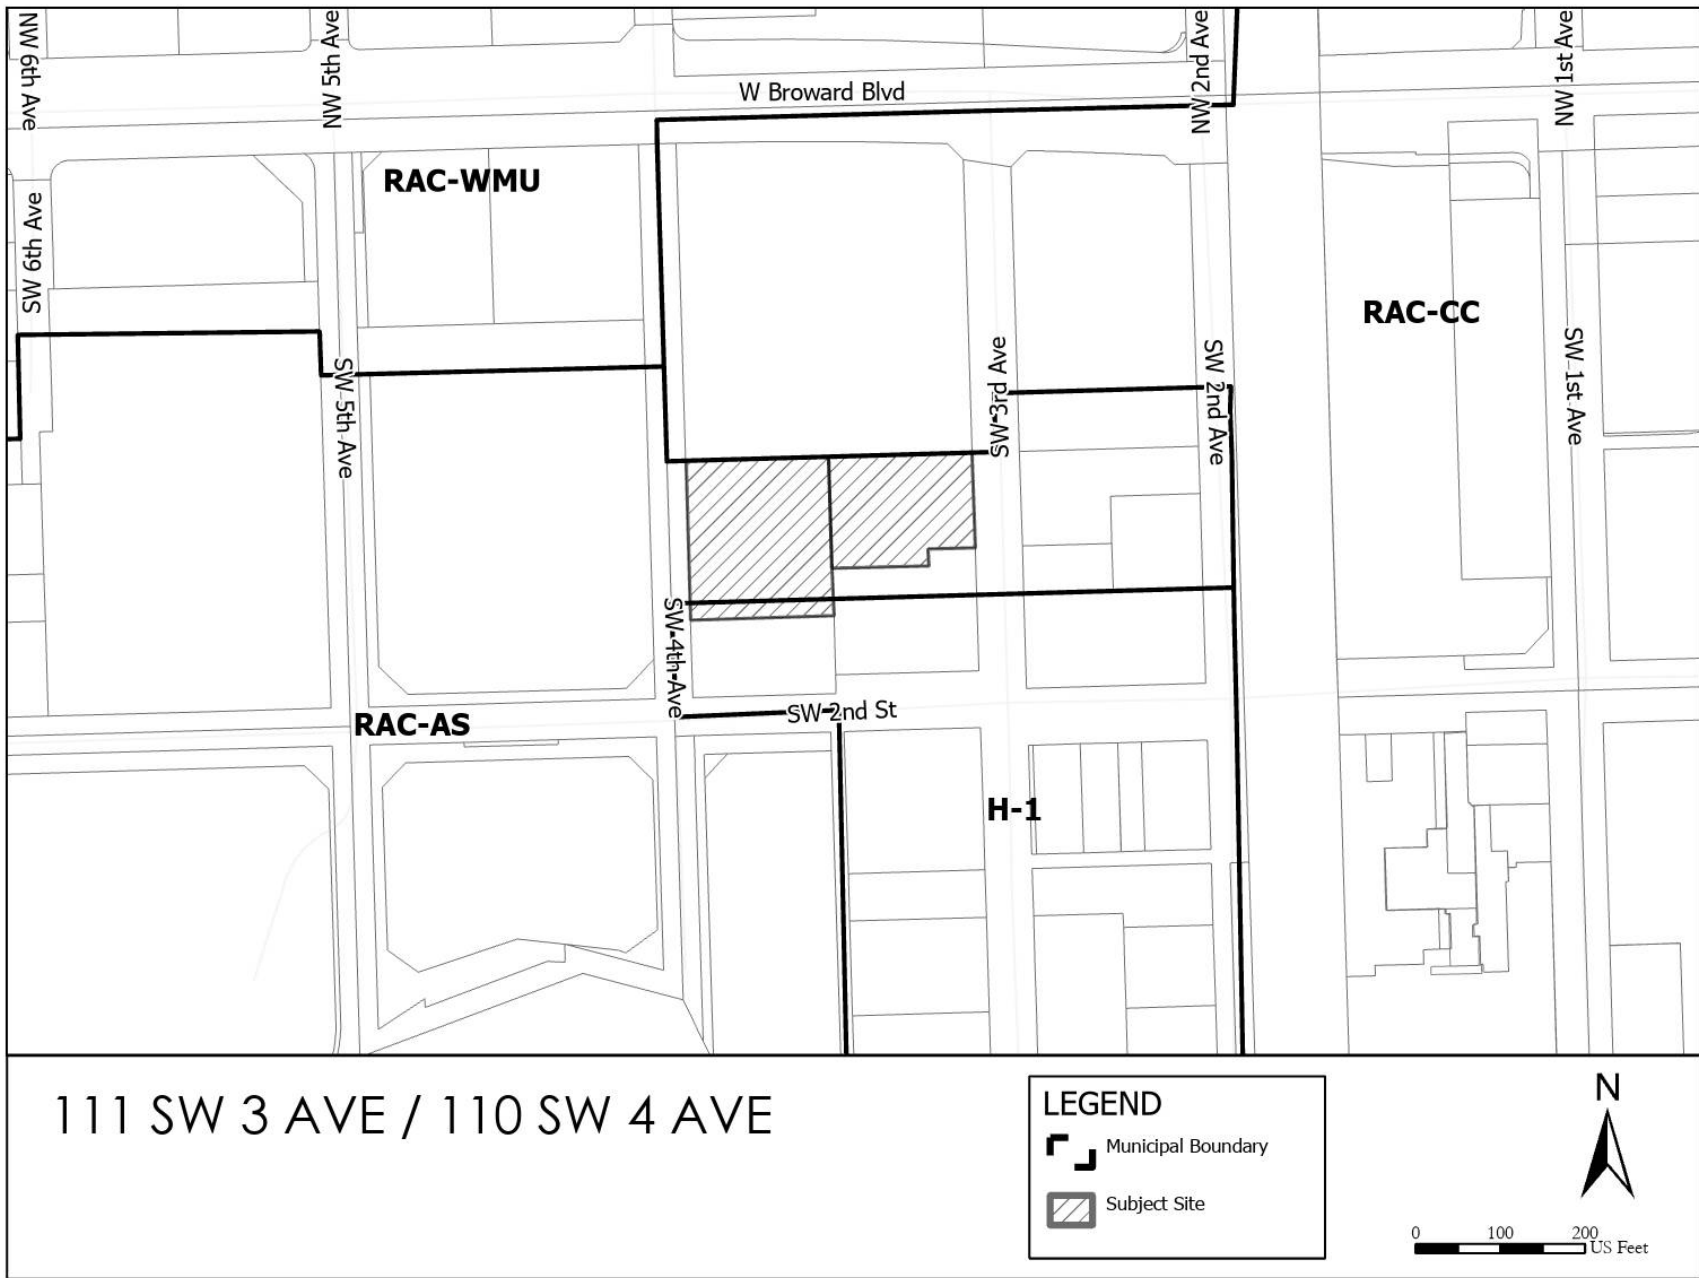 NW 6th Ave
NW 5th Ave
NW 2nd Ave
NW 1st Ave
W Broward Blvd
RAC-WMU
SW 6th Ave
RAC-CC
SW 5th Ave
SW 3rd Ave
SW 2nd Ave
SW 1st Ave
SW 4th Ave
SW 2nd St
RAC-AS
H-1
111 SW 3 AVE / 110 SW 4 AVE
LEGEND
Municipal Boundary
Subject Site
N
0 100 200
US Feet